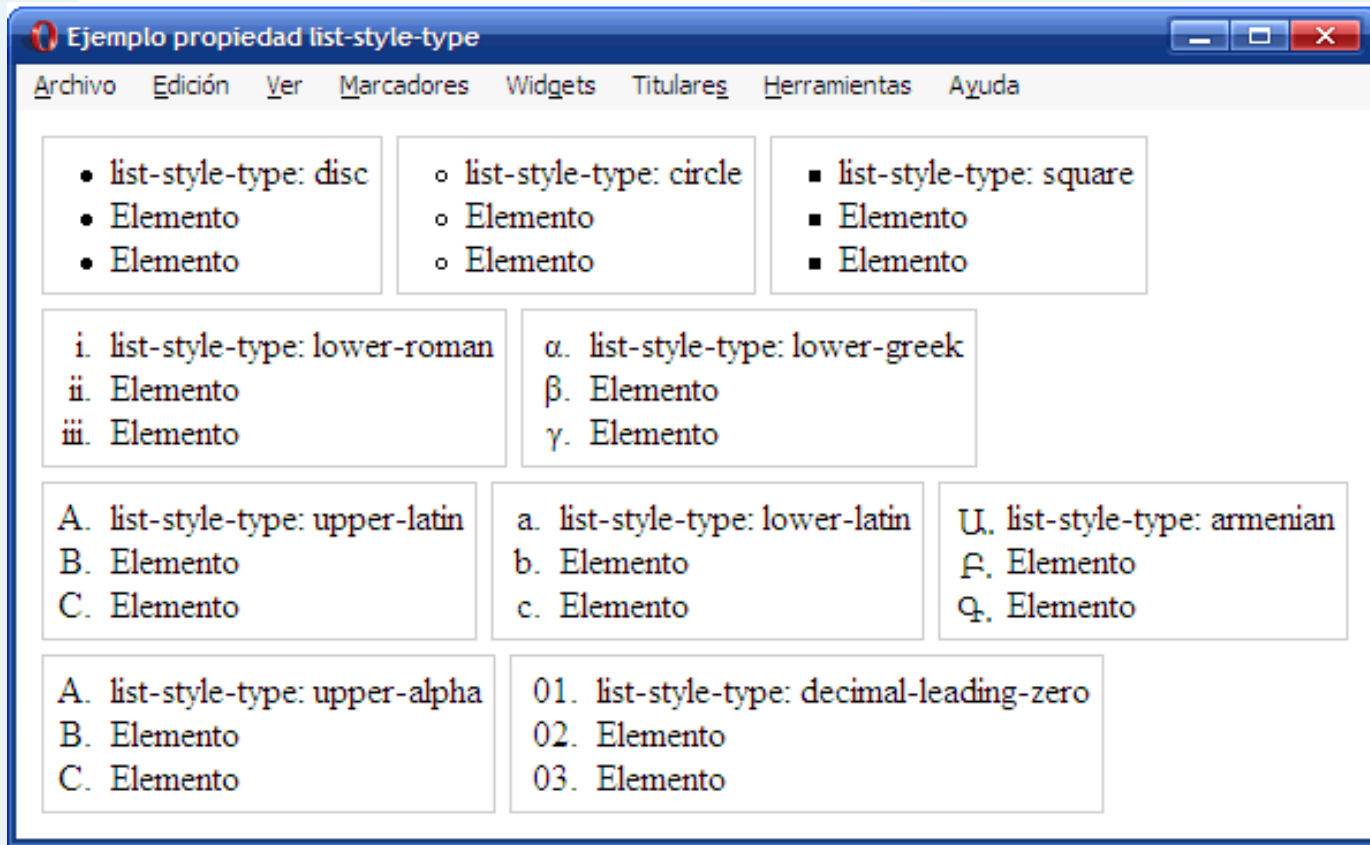 Ejemplo propiedad list-style-type
Archivo Edición Ver Marcadores Widgets Titulares Herramientas Ayuda
• list-style-type: disc
• Elemento
• Elemento
◦ list-style-type: circle
◦ Elemento
◦ Elemento
▪ list-style-type: square
▪ Elemento
▪ Elemento
i. list-style-type: lower-roman
ii. Elemento
iii. Elemento
α. list-style-type: lower-greek
β. Elemento
γ. Elemento
A. list-style-type: upper-latin
B. Elemento
C. Elemento
a. list-style-type: lower-latin
b. Elemento
c. Elemento
Ա. list-style-type: armenian
Բ. Elemento
Գ. Elemento
A. list-style-type: upper-alpha
B. Elemento
C. Elemento
01. list-style-type: decimal-leading-zero
02. Elemento
03. Elemento